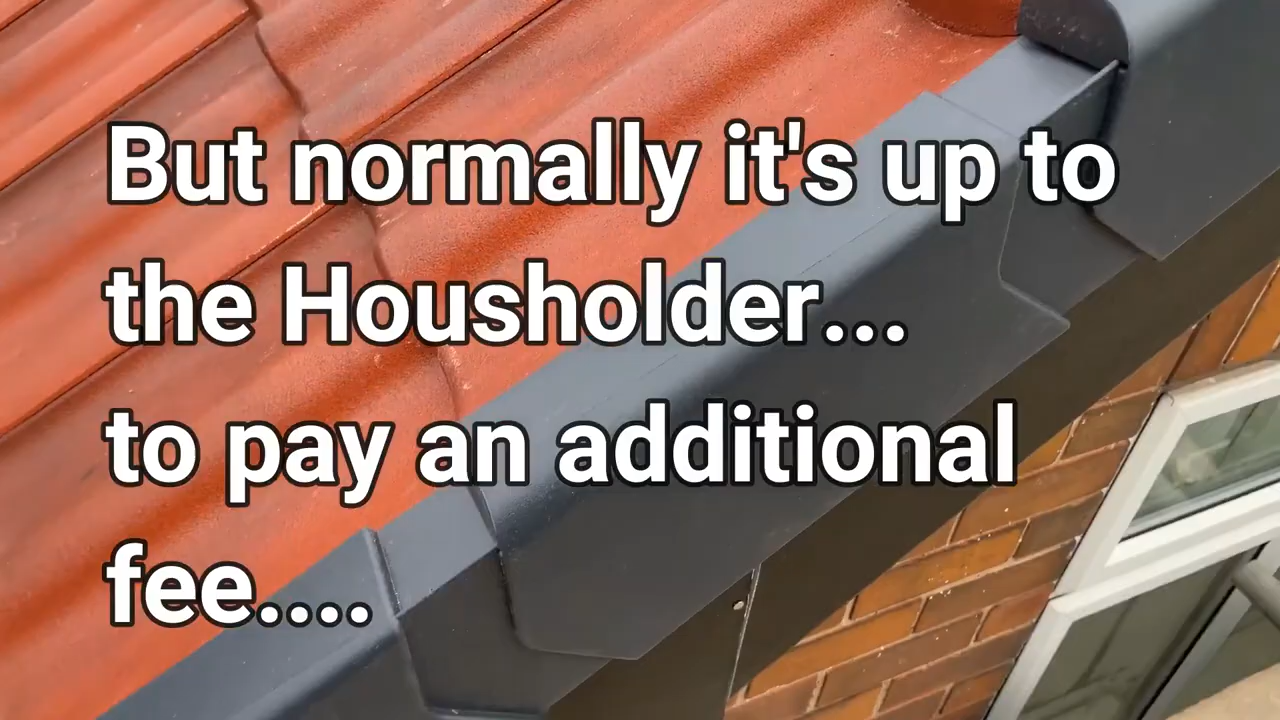 But normally it's up to
the Housholder...
to pay an additional
fee....